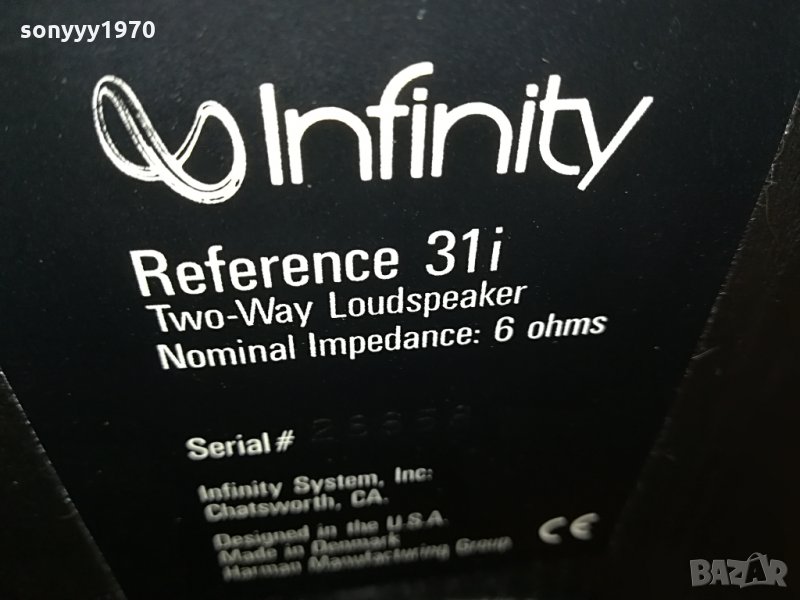 sonyyy1970
Infinity
Reference 31i
Two-Way Loudspeaker
Nominal Impedance: 6 ohms
Serial #
Infinity System, Inc:
Chatsworth, CA.
Designed in the U.S.A.
Made in Denmark
Harman Manufacturing Group
CE
BAZAR